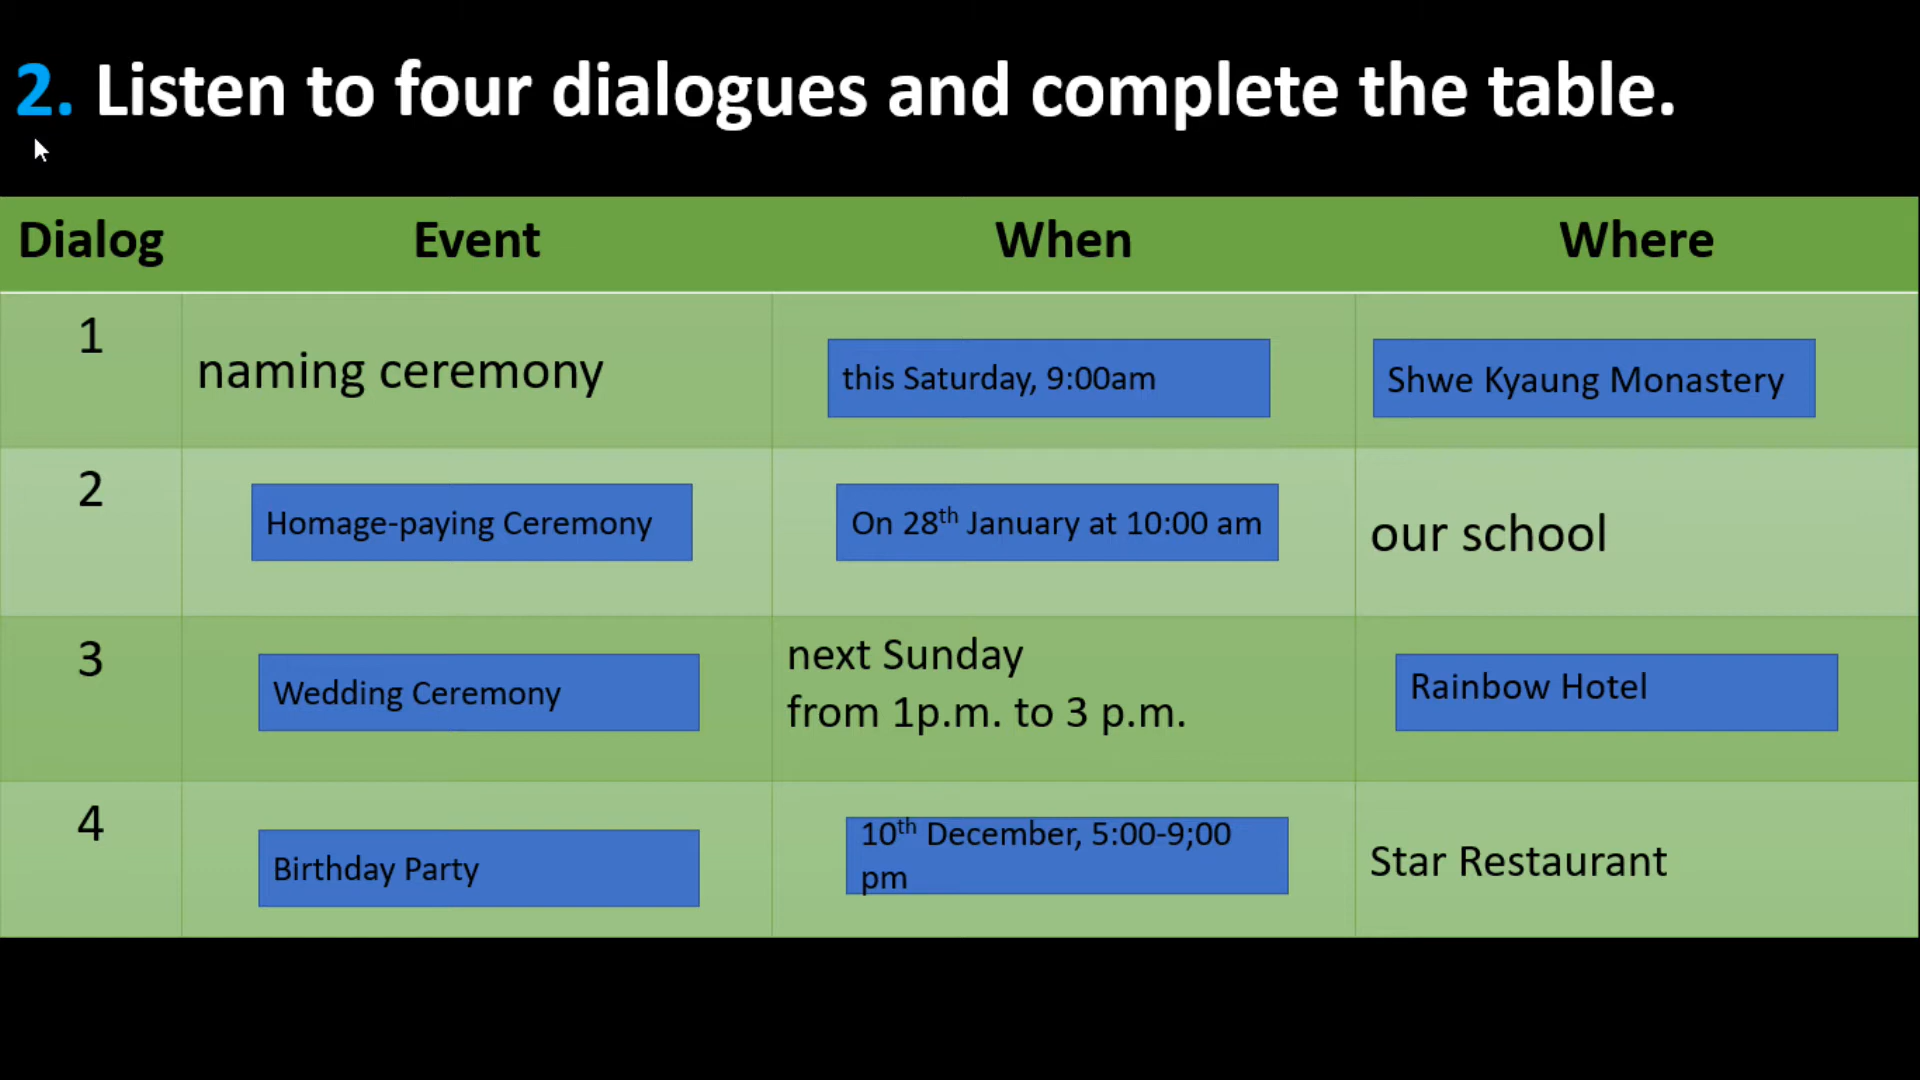 2. Listen to four dialogues and complete the table.
Dialog Event When Where
1 naming ceremony this Saturday, 9:00am Shwe Kyaung Monastery
2 Homage-paying Ceremony On 28th January at 10:00 am our school
3 Wedding Ceremony next Sunday
from 1p.m. to 3 p.m. Rainbow Hotel
4 Birthday Party 10th December, 5:00-9;00
pm Star Restaurant